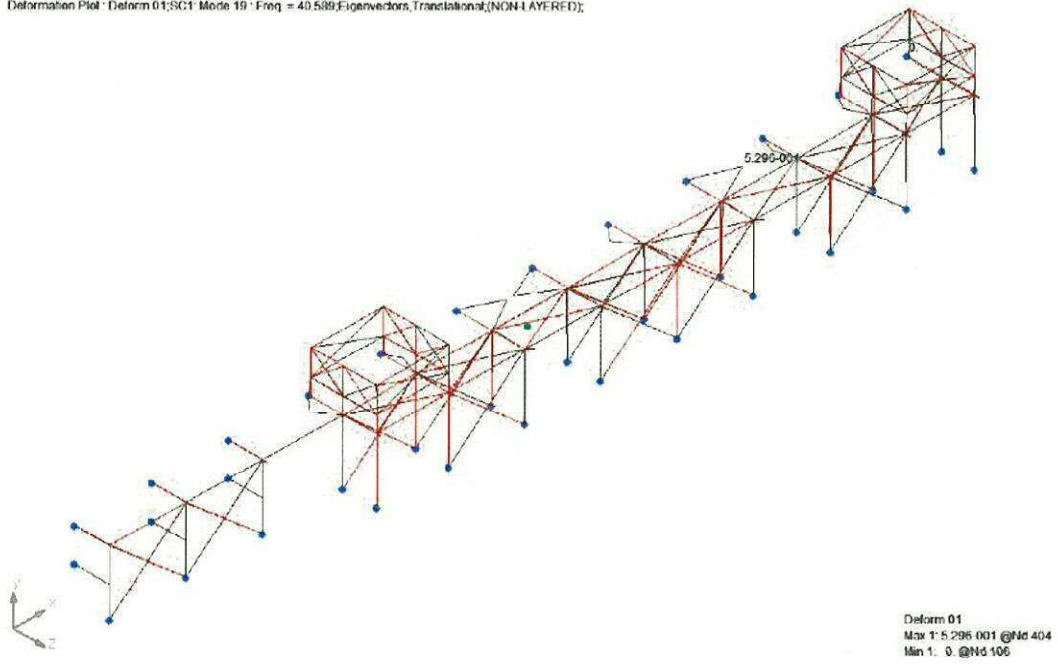 Deformation Plot : Deform 01;SC1: Mode 19 : Freq. = 40.589;Eigenvectors,Translational;(NON-LAYERED);
0.
5.296-001
Y
X
Z
Deform 01
Max 1: 5.296-001 @Nd 404
Min 1: 0. @Nd 106